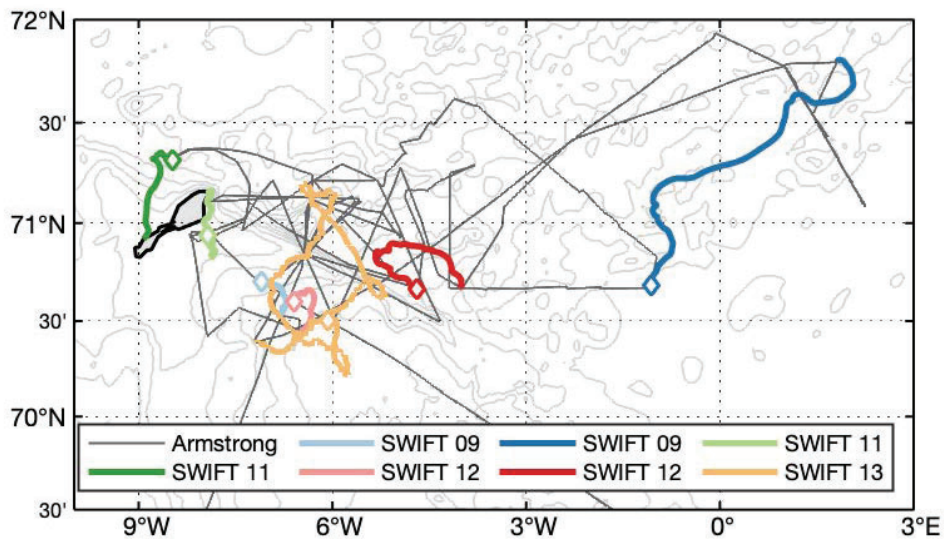 72°N
30'
71°N
30'
70°N
30'
Armstrong SWIFT 09 SWIFT 09 SWIFT 11
SWIFT 11 SWIFT 12 SWIFT 12 SWIFT 13
9°W 6°W 3°W 0° 3°E